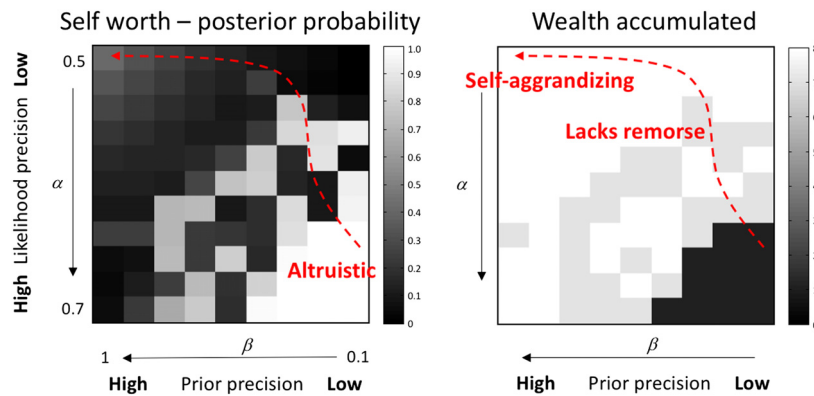 Self worth – posterior probability
Wealth accumulated
High Likelihood precision Low
α
0.5
0.7
Altruistic
1.0
0.9
0.8
0.7
0.6
0.5
0.4
0.3
0.2
0.1
0
1
β
0.1
High Prior precision Low
α
Self-aggrandizing
Lacks remorse
β
High Prior precision Low